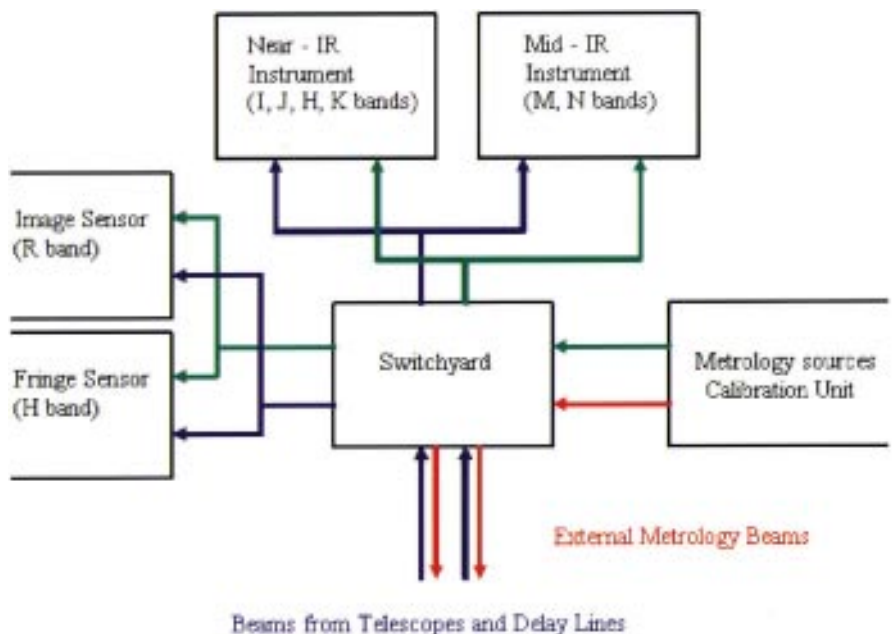 Near - IR
Instrument
(I, J, H, K bands)
Mid - IR
Instrument
(M, N bands)
Image Sensor
(R band)
Fringe Sensor
(H band)
Switchyard
Metrology sources
Calibration Unit
External Metrology Beams
Beams from Telescopes and Delay Lines